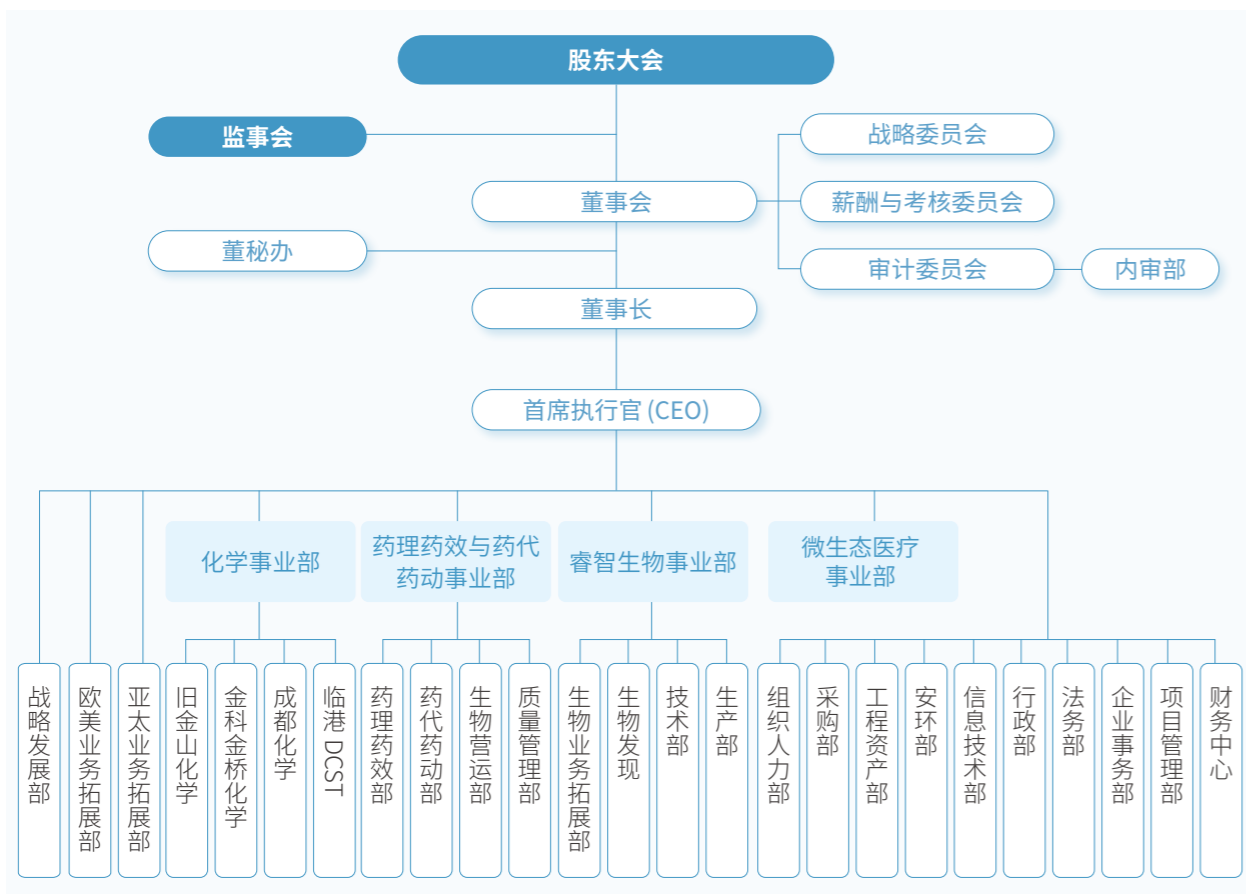 股东大会
监事会
战略委员会
董事会
薪酬与考核委员会
董秘办
审计委员会
内审部
董事长
首席执行官 (CEO)
化学事业部
药理药效与药代
药动事业部
睿智生物事业部
微生态医疗
事业部
战略发展部
欧美业务拓展部
亚太业务拓展部
旧金山化学
金科金桥化学
成都化学
临港 DCST
药理药效部
药代药动部
生物营运部
质量管理部
生物业务拓展部
生物发现
技术部
生产部
组织人力部
采购部
工程资产部
安环部
信息技术部
行政部
法务部
企业事务部
项目管理部
财务中心